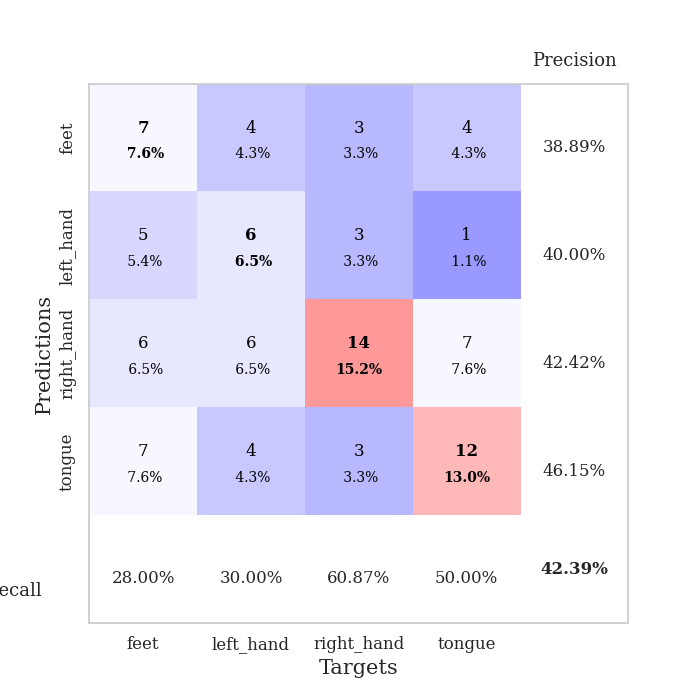 Precision
feet
7 4 3 4
7.6% 4.3% 3.3% 4.3%
38.89%
left_hand
5 6 3 1
5.4% 6.5% 3.3% 1.1%
40.00%
Predictions
right_hand
6 6 14 7
6.5% 6.5% 15.2% 7.6%
42.42%
tongue
7 4 3 12
7.6% 4.3% 3.3% 13.0%
46.15%
ecall
28.00% 30.00% 60.87% 50.00% 42.39%
feet left_hand right_hand tongue
Targets